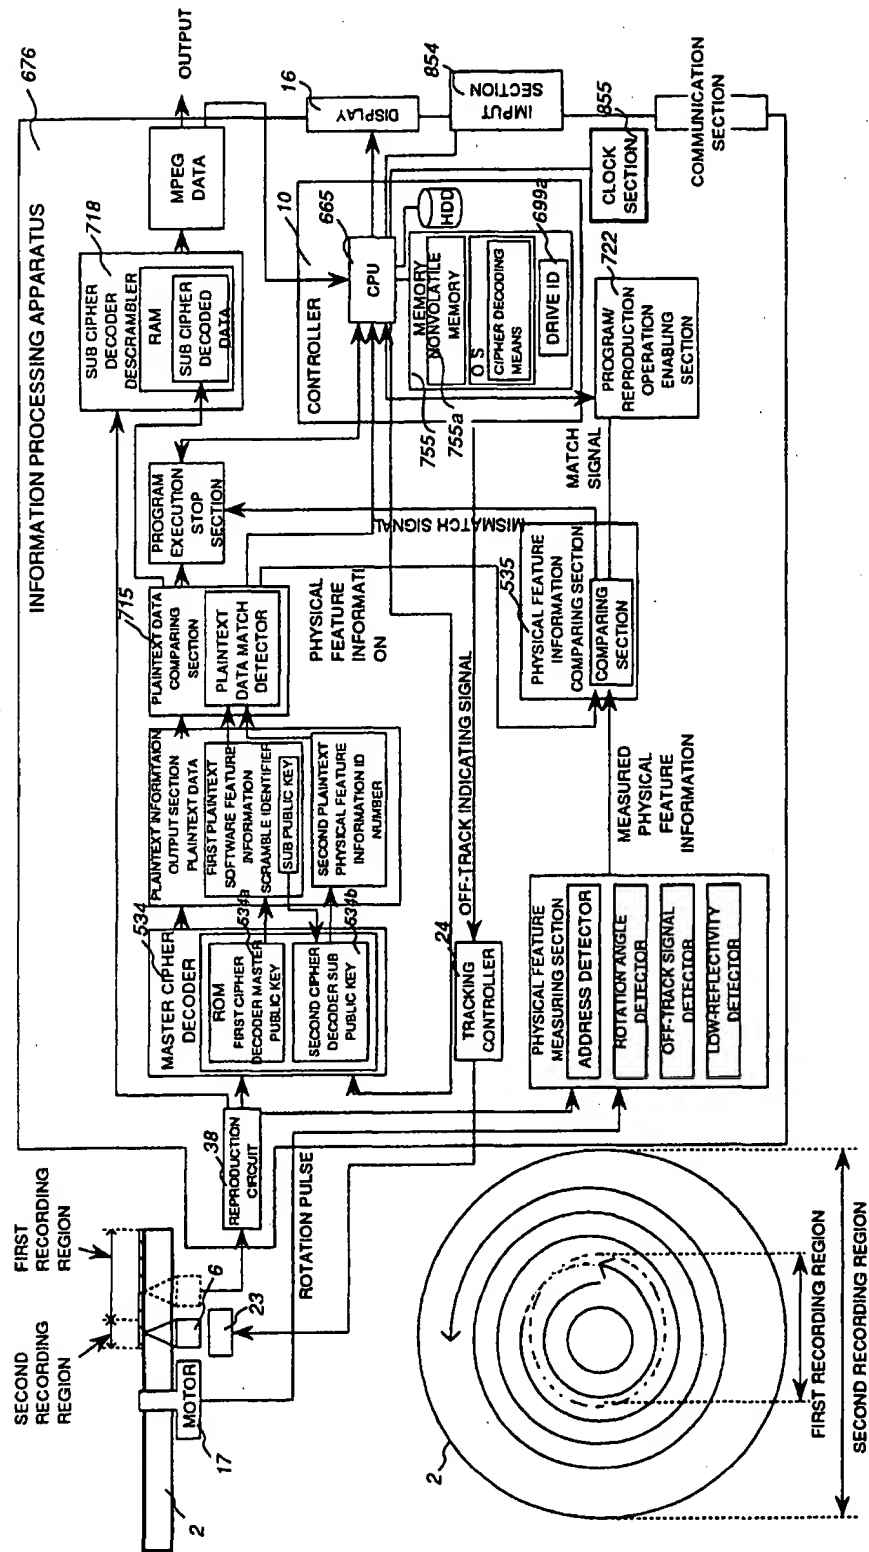 INFORMATION PROCESSING APPARATUS
676
OUTPUT
MPEG
DATA
718
SUB CIPHER
DECODER
DESCRAMBLER
RAM
SUB CIPHER
DECODED
DATA
16
DISPLAY
854
IMPUT
SECTION
855
CLOCK
SECTION
COMMUNICATION
SECTION
10
CONTROLLER
665
CPU
HDD
MEMORY
NONVOLATILE
MEMORY
755
755a
O S
CIPHER DECODING
MEANS
699a
DRIVE ID
722
PROGRAM/
REPRODUCTION
OPERATION
ENABLING
SECTION
MATCH
SIGNAL
MISMATCH SIGNAL
PROGRAM
EXECUTION
STOP
SECTION
715
PLAINTEXT DATA
COMPARING
SECTION
PLAINTEXT
DATA MATCH
DETECTOR
PHYSICAL
FEATURE
INFORMATI
ON
535
PHYSICAL FEATURE
INFORMATION
COMPARING SECTION
COMPARING
SECTION
PLAINTEXT INFORMTAION
OUTPUT SECTION
PLAINTEXT DATA
FIRST PLAINTEXT
SOFTWARE FEATURE
INFORMATION
SCRAMBLE IDENTIFIER
SUB PUBLIC KEY
SECOND PLAINTEXT
PHYSICAL FEATURE
INFORMATION ID
NUMBER
OFF-TRACK INDICATING SIGNAL
MEASURED
PHYSICAL
FEATURE
INFORMATION
534
MASTER CIPHER
DECODER
ROM
534a
FIRST CIPHER
DECODER MASTER
PUBLIC KEY
534b
SECOND CIPHER
DECODER SUB
PUBLIC KEY
24
TRACKING
CONTROLLER
PHYSICAL FEATURE
MEASURING SECTION
ADDRESS DETECTOR
ROTATION ANGLE
DETECTOR
OFF-TRACK SIGNAL
DETECTOR
LOW-REFLECTIVITY
DETECTOR
38
REPRODUCTION
CIRCUIT
ROTATION PULSE
FIRST
RECORDING
REGION
SECOND
RECORDING
REGION
6
23
MOTOR
17
2
2
FIRST RECORDING REGION
SECOND RECORDING REGION